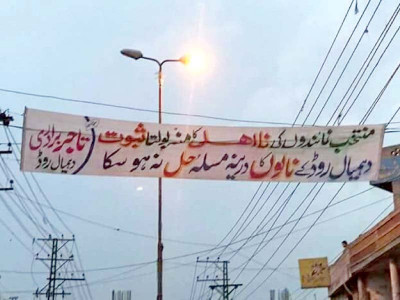 منتخب نمائندوں کی نااہلی کا منہ بولتا ثبوت
دھمیال روڈ کے نالوں کا دیرینہ مسئلہ حل نہ ہو سکا
تاجر برادری
دھمیال روڈ